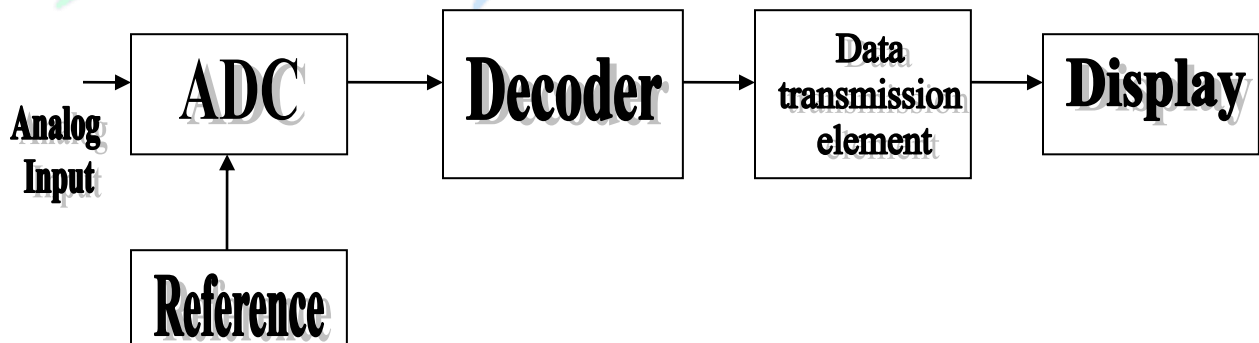 Analog
Input
ADC
Decoder
Data
transmission
element
Display
Reference